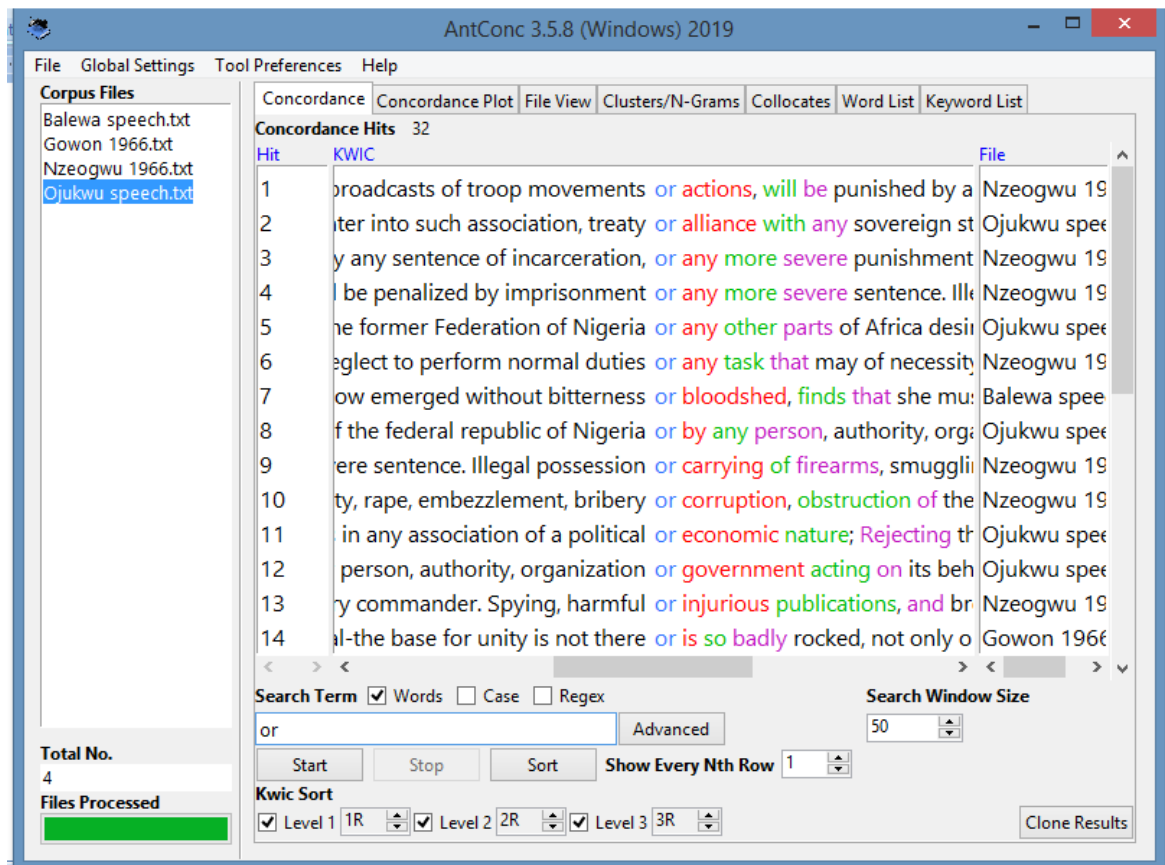 AntConc 3.5.8 (Windows) 2019
File Global Settings Tool Preferences Help
Corpus Files
Balewa speech.txt
Gowon 1966.txt
Nzeogwu 1966.txt
Ojukwu speech.txt
Total No.
4
Files Processed
Concordance Concordance Plot File View Clusters/N-Grams Collocates Word List Keyword List
Concordance Hits 32
Hit KWIC File
1 broadcasts of troop movements or actions, will be punished by a Nzeogwu 19
2 ter into such association, treaty or alliance with any sovereign st Ojukwu spee
3 y any sentence of incarceration, or any more severe punishment Nzeogwu 19
4 l be penalized by imprisonment or any more severe sentence. Ille Nzeogwu 19
5 he former Federation of Nigeria or any other parts of Africa desi Ojukwu spee
6 eglect to perform normal duties or any task that may of necessity Nzeogwu 19
7 ow emerged without bitterness or bloodshed, finds that she mus Balewa spee
8 f the federal republic of Nigeria or by any person, authority, orga Ojukwu spee
9 ere sentence. Illegal possession or carrying of firearms, smuggli Nzeogwu 19
10 ty, rape, embezzlement, bribery or corruption, obstruction of the Nzeogwu 19
11 in any association of a political or economic nature; Rejecting th Ojukwu spee
12 person, authority, organization or government acting on its beh Ojukwu spee
13 ry commander. Spying, harmful or injurious publications, and br Nzeogwu 19
14 al-the base for unity is not there or is so badly rocked, not only o Gowon 1966
Search Term Words Case Regex Search Window Size
or Advanced 50
Start Stop Sort Show Every Nth Row 1
Kwic Sort
Level 1 1R Level 2 2R Level 3 3R Clone Results